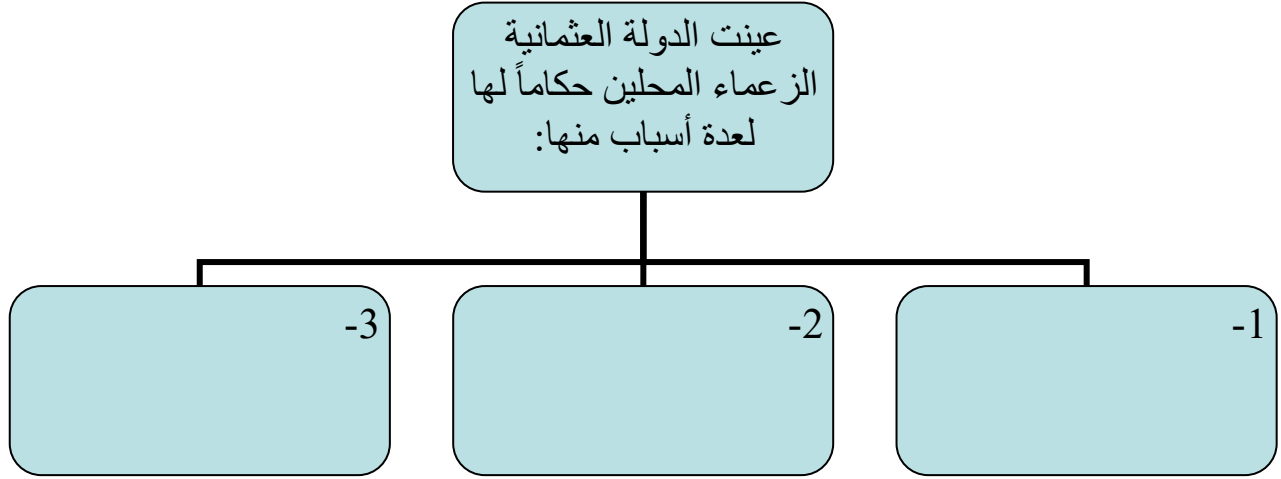 عينت الدولة العثمانية
الزعماء المحلين حكاماً لها
لعدة أسباب منها:
1-
2-
3-